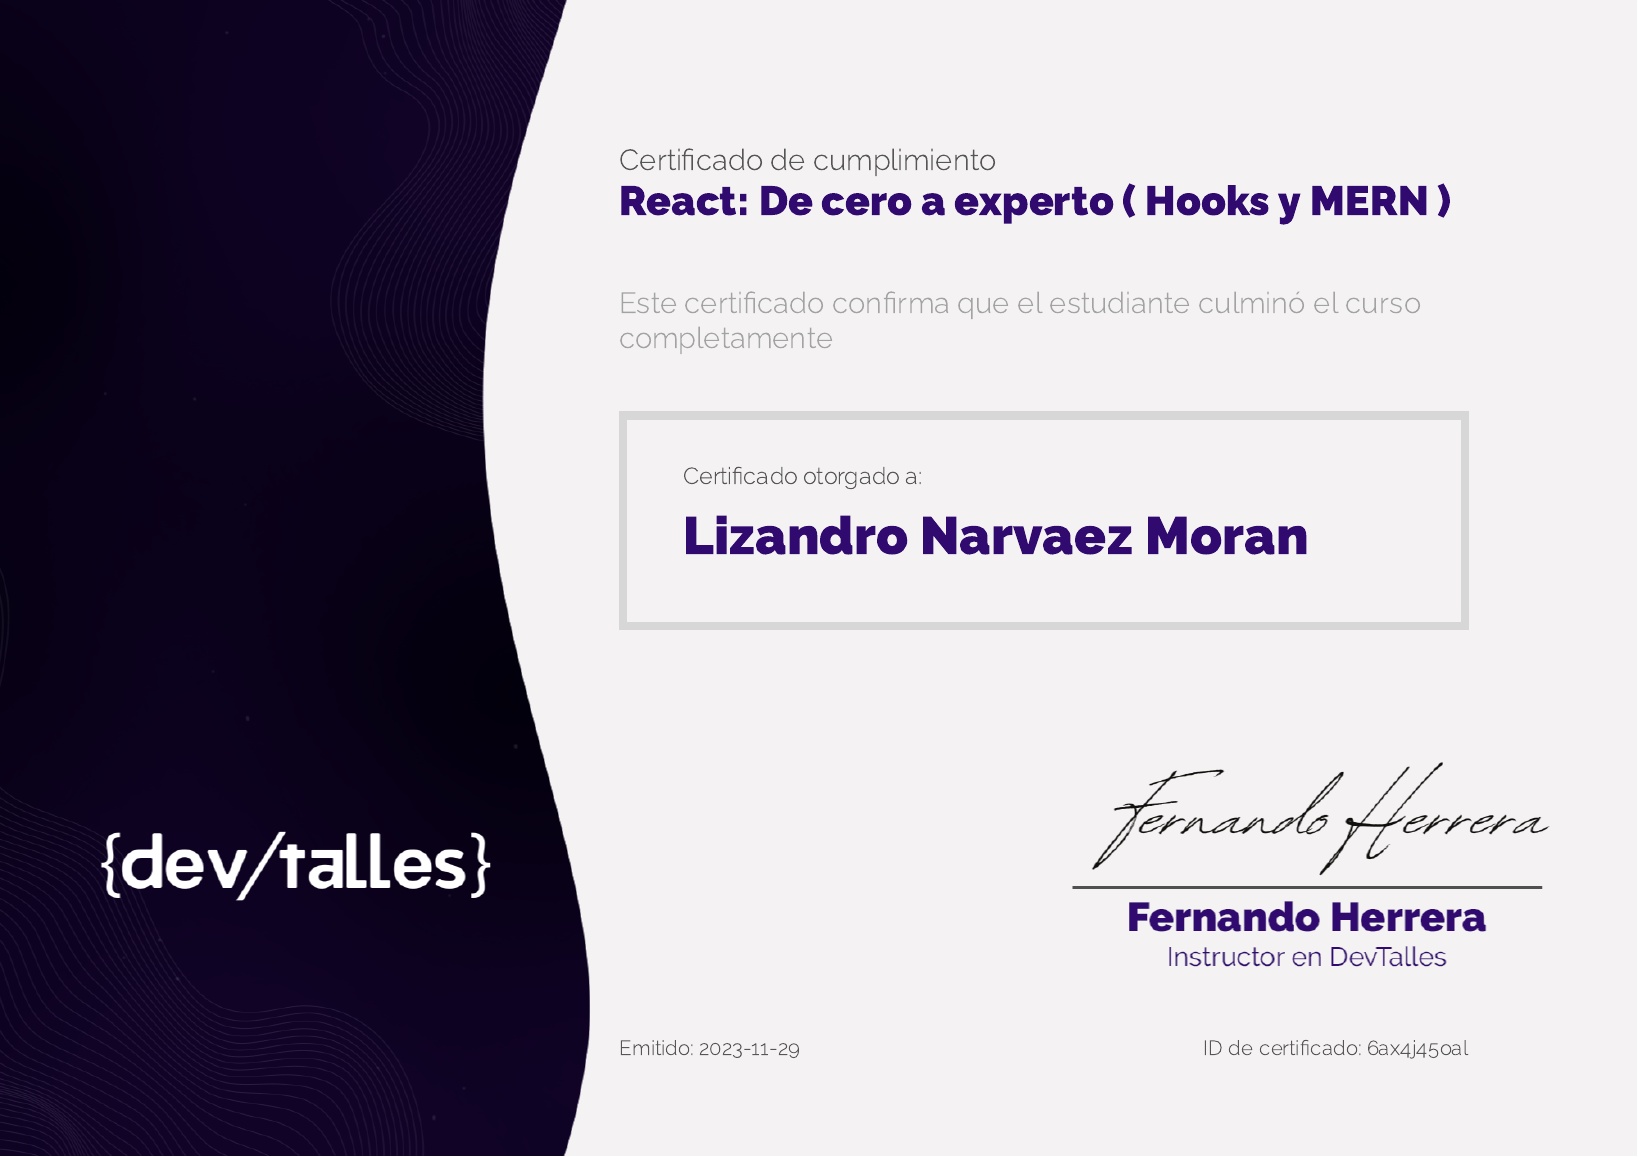 Certificado de cumplimiento
React: De cero a experto ( Hooks y MERN )
Este certificado confirma que el estudiante culminó el curso
completamente
Certificado otorgado a:
Lizandro Narvaez Moran
{dev/talles}
Fernando Herrera
Fernando Herrera
Instructor en DevTalles
Emitido: 2023-11-29
ID de certificado: 6ax4j45oal